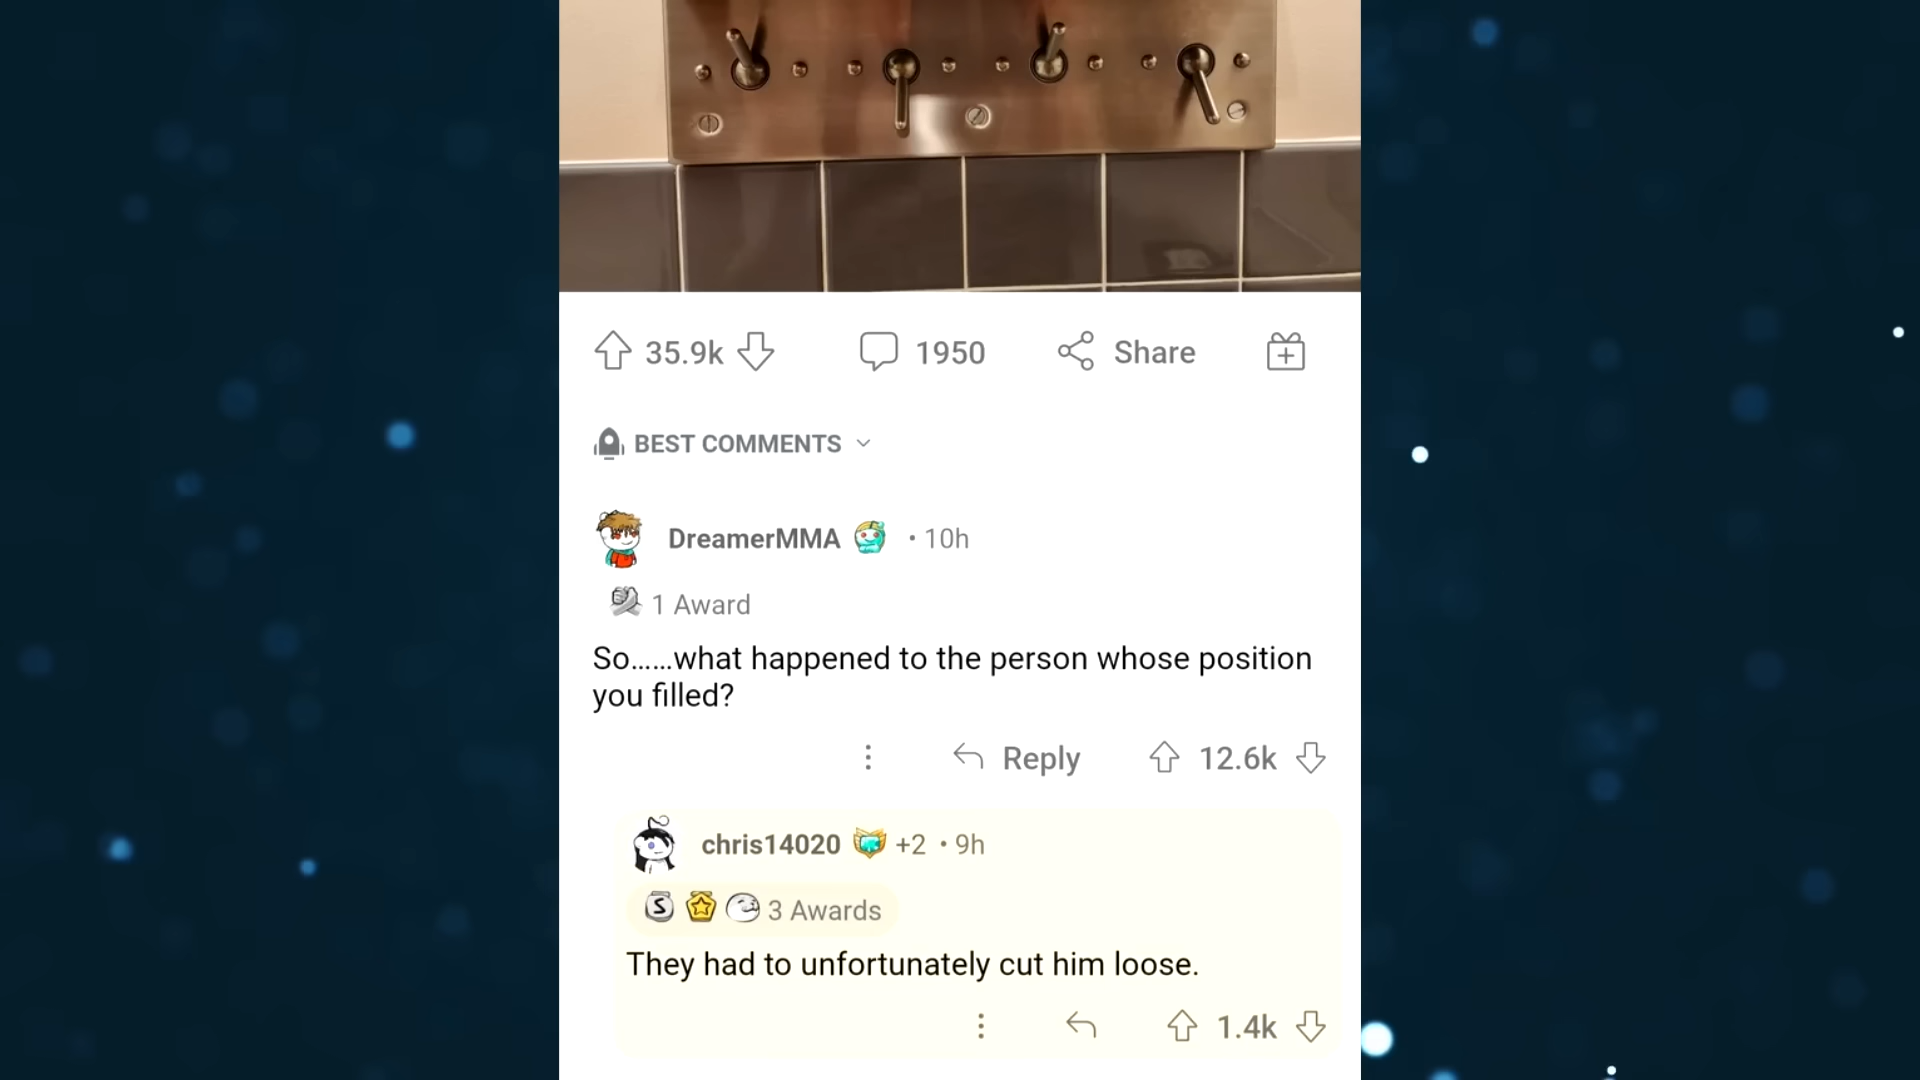 35.9k 1950 Share
BEST COMMENTS
DreamerMMA • 10h
1 Award
So......what happened to the person whose position
you filled?
Reply 12.6k
chris14020 +2 • 9h
S 3 Awards
They had to unfortunately cut him loose.
1.4k